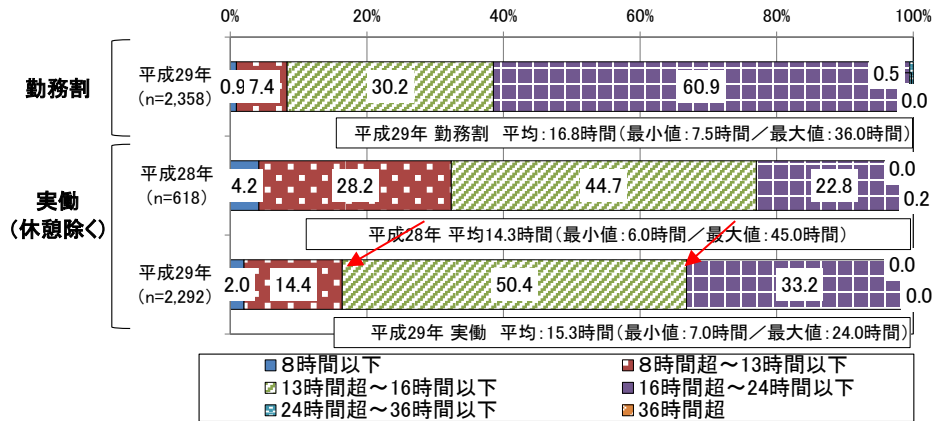 0% 20% 40% 60% 80% 100%
勤務割
平成29年
(n=2,358)
0.9 7.4 30.2 60.9 0.5 0.0
平成29年 勤務割 平均：16.8時間（最小値：7.5時間／最大値：36.0時間）
実働
（休憩除く）
平成28年
(n=618)
4.2 28.2 44.7 22.8 0.0 0.2
平成28年 平均14.3時間（最小値：6.0時間／最大値：45.0時間）
平成29年
(n=2,292)
2.0 14.4 50.4 33.2 0.0 0.0
平成29年 実働 平均：15.3時間（最小値：7.0時間／最大値：24.0時間）
8時間以下 8時間超～13時間以下
13時間超～16時間以下 16時間超～24時間以下
24時間超～36時間以下 36時間超